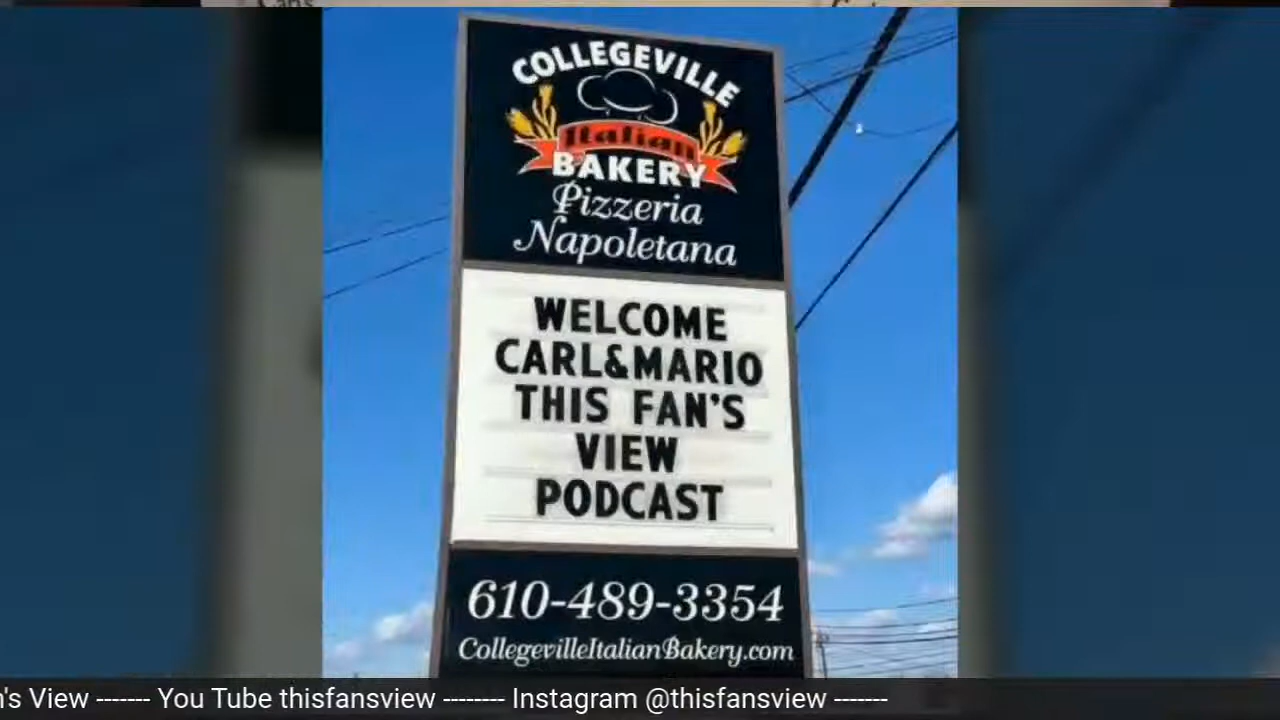 COLLEGEVILLE
Italian
BAKERY
Pizzeria
Napoletana
WELCOME
CARL&MARIO
THIS FAN'S
VIEW
PODCAST
610-489-3354
CollegevilleItalianBakery.com
n's View ------- You Tube thisfansview -------- Instagram @thisfansview -------